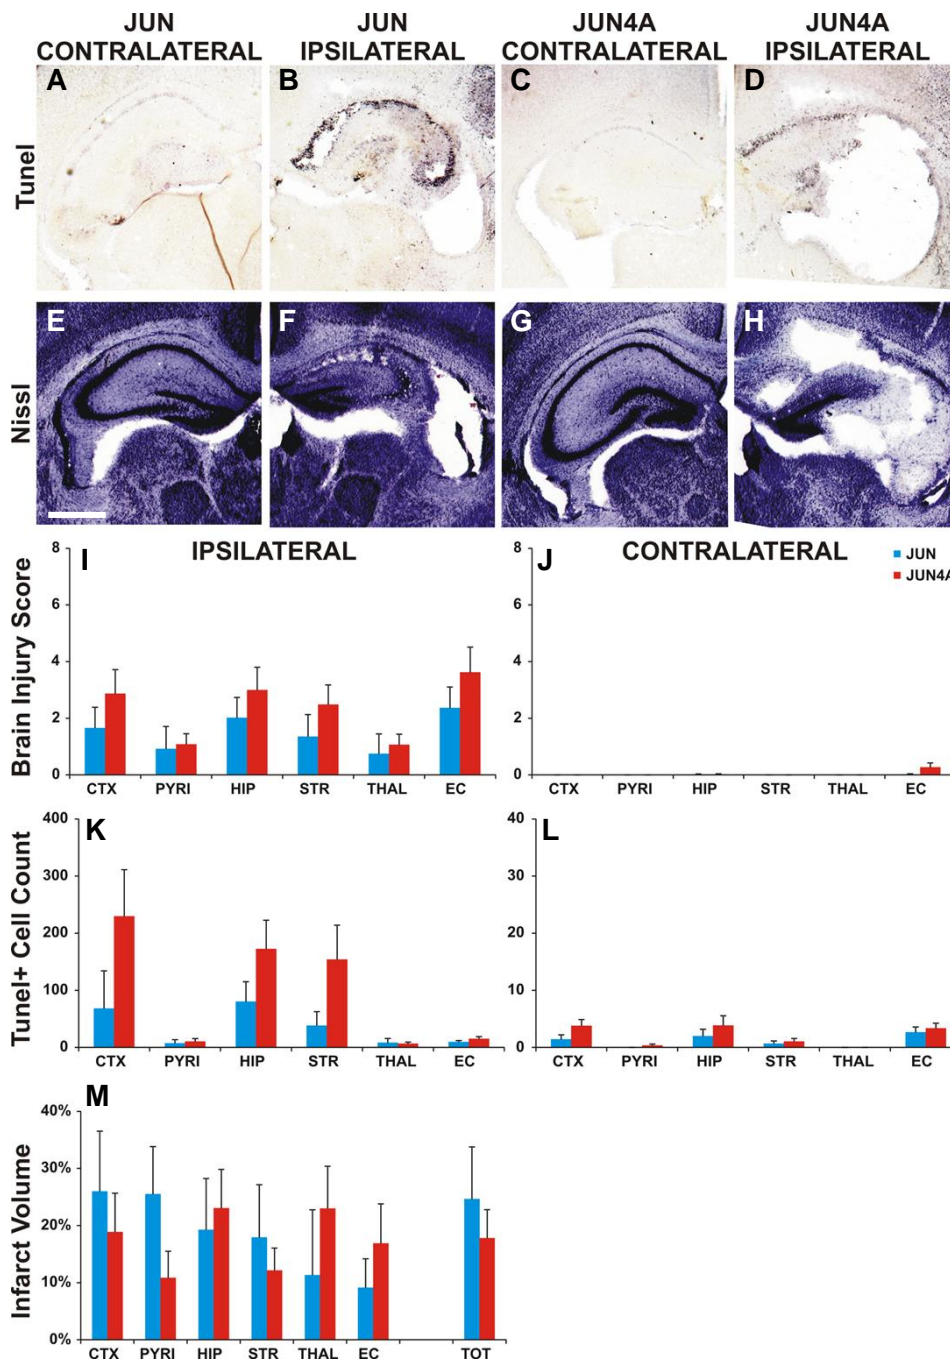 JUN CONTRALATERAL
JUN IPSILATERAL
JUN4A CONTRALATERAL
JUN4A IPSILATERAL
Tunel
A
B
C
D
Nissl
E
F
G
H
I
IPSILATERAL
Brain Injury Score
8
6
4
2
0
CTX PYRI HIP STR THAL EC
J
CONTRALATERAL
JUN
JUN4A
8
6
4
2
0
CTX PYRI HIP STR THAL EC
K
Tunel+ Cell Count
400
300
200
100
0
CTX PYRI HIP STR THAL EC
L
40
30
20
10
0
CTX PYRI HIP STR THAL EC
M
Infarct Volume
40%
30%
20%
10%
0%
CTX PYRI HIP STR THAL EC TOT